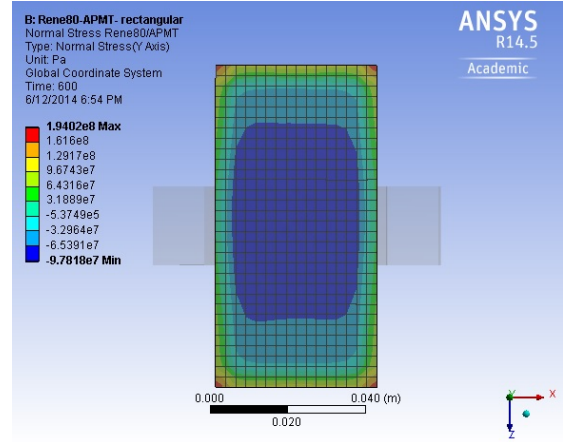 B: Rene80-APMT- rectangular
Normal Stress Rene80/APMT
Type: Normal Stress(Y Axis)
Unit: Pa
Global Coordinate System
Time: 600
6/12/2014 6:54 PM
1.9402e8 Max
1.616e8
1.2917e8
9.6743e7
6.4316e7
3.1889e7
-5.3749e5
-3.2964e7
-6.5391e7
-9.7818e7 Min
ANSYS
R14.5
Academic
0.000
0.040 (m)
0.020
Y
X
Z